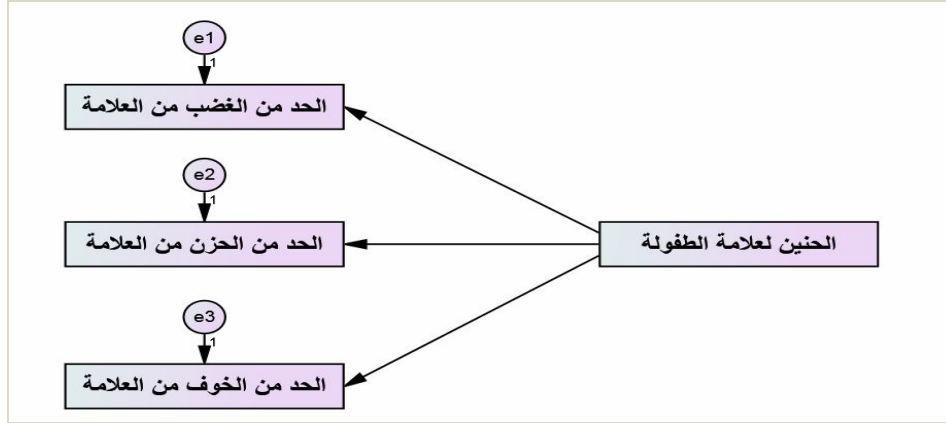 e1
1
الحد من الغضب من العلامة
e2
1
الحد من الحزن من العلامة
الحنين لعلامة الطفولة
e3
1
الحد من الخوف من العلامة